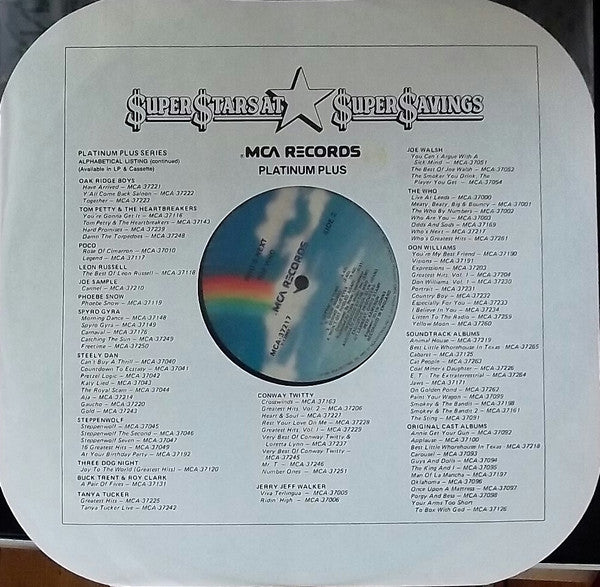 $UPER $TARS AT $UPER $AVINGS
MCA RECORDS
PLATINUM PLUS
PLATINUM PLUS SERIES
ALPHABETICAL LISTING (continued)
(Available in LP & Cassette)
OAK RIDGE BOYS
Have Arrived — MCA-37221
Y'All Come Back Saloon — MCA-37222
Together — MCA-37223
TOM PETTY & THE HEARTBREAKERS
You're Gonna Get It — MCA-37116
Tom Petty & The Heartbreakers — MCA-37143
Hard Promises — MCA-37239
Damn The Torpedoes — MCA-37248
POCO
Rose Of Cimarron — MCA-37010
Legend — MCA-37117
LEON RUSSELL
The Best Of Leon Russell — MCA-37118
JOE SAMPLE
Carmel — MCA-37210
PHOEBE SNOW
Phoebe Snow — MCA-37119
SPYRO GYRA
Morning Dance — MCA-37148
Spyro Gyra — MCA-37149
Carnaval — MCA-37176
Catching The Sun — MCA-37249
Freetime — MCA-37250
STEELY DAN
Can't Buy A Thrill — MCA-37040
Countdown To Ecstasy — MCA-37041
Pretzel Logic — MCA-37042
Katy Lied — MCA-37043
The Royal Scam — MCA-37044
Aja — MCA-37214
Gaucho — MCA-37220
Gold — MCA-37243
STEPPENWOLF
Steppenwolf — MCA-37045
Steppenwolf The Second — MCA-37046
Steppenwolf Seven — MCA-37047
16 Greatest Hits — MCA-37049
At Your Birthday Party — MCA-37192
THREE DOG NIGHT
Joy To The World (Greatest Hits) — MCA-37120
BUCK TRENT & ROY CLARK
A Pair Of Fives — MCA-37131
TANYA TUCKER
Greatest Hits — MCA-37225
Tanya Tucker Live — MCA-37242
MCA RECORDS
MCA-37217
SIDE 2
CONWAY TWITTY
Crosswinds — MCA-37163
Greatest Hits, Vol. 2 — MCA-37206
Heart & Soul — MCA-37227
Rest Your Love On Me — MCA-37228
Greatest Hits, Vol. 1 — MCA-37229
Very Best Of Conway Twitty &
Loretta Lynn — MCA-37237
Very Best Of Conway Twitty
— MCA-37245
Mr. T — MCA-37246
Number Ones — MCA-37251
JERRY JEFF WALKER
Viva Terlingua — MCA-37005
Ridin' High — MCA-37006
JOE WALSH
You Can't Argue With A
Sick Mind — MCA-37051
The Best Of Joe Walsh — MCA-37052
The Smoker You Drink, The
Player You Get — MCA-37054
THE WHO
Live At Leeds — MCA-37000
Meaty, Beaty, Big & Bouncy — MCA-37001
The Who By Numbers — MCA-37002
Who Are You — MCA-37003
Odds And Sods — MCA-37169
Who's Next — MCA-37217
Who's Greatest Hits — MCA-37261
DON WILLIAMS
You're My Best Friend — MCA-37190
Visions — MCA-37191
Expressions — MCA-37203
Greatest Hits, Vol. 1 — MCA-37204
Don Williams, Vol. 1 — MCA-37230
Portrait — MCA-37231
Country Boy — MCA-37232
Especially For You — MCA-37233
I Believe In You — MCA-37234
Listen To The Radio — MCA-37259
Yellow Moon — MCA-37260
SOUNDTRACK ALBUMS
Animal House — MCA-37219
Best Little Whorehouse In Texas — MCA-37265
Cabaret — MCA-37125
Cat People — MCA-37263
Coal Miner's Daughter — MCA-37226
E.T. The Extraterrestrial — MCA-37264
Jaws — MCA-37171
On Golden Pond — MCA-37262
Paint Your Wagon — MCA-37099
Smokey & The Bandit — MCA-37198
Smokey & The Bandit 2 — MCA-37161
The Sting — MCA-37091
ORIGINAL CAST ALBUMS
Annie Get Your Gun — MCA-37092
Applause — MCA-37100
Best Little Whorehouse In Texas — MCA-37218
Carousel — MCA-37093
Guys And Dolls — MCA-37094
The King And I — MCA-37095
Man Of La Mancha — MCA-37197
Oklahoma — MCA-37096
Once Upon A Mattress — MCA-37097
Porgy And Bess — MCA-37098
Your Arms Too Short
To Box With God — MCA-37126